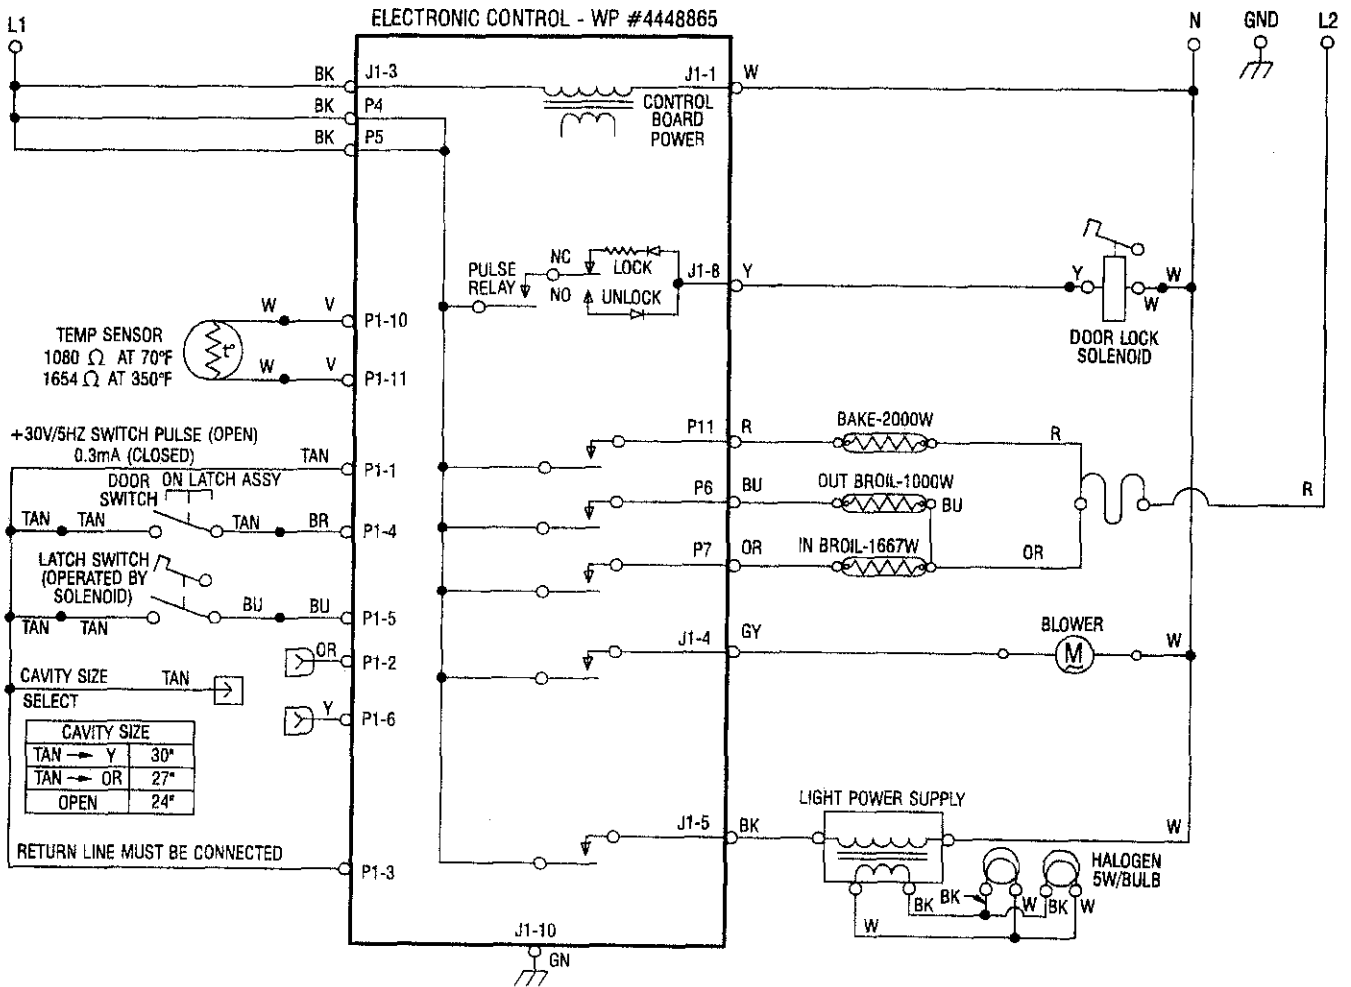 ELECTRONIC CONTROL - WP #4448865
L1
N
GND
L2
BK
J1-3
J1-1
W
BK
P4
CONTROL
BOARD
POWER
BK
P5
PULSE
RELAY
NC
LOCK
NO
UNLOCK
J1-8
Y
Y
W
W
DOOR LOCK
SOLENOID
TEMP SENSOR
1080 Ω AT 70°F
1654 Ω AT 350°F
t°
W
V
P1-10
W
V
P1-11
+30V/5HZ SWITCH PULSE (OPEN)
0.3mA (CLOSED)
TAN
P1-1
DOOR ON LATCH ASSY
SWITCH
TAN
TAN
TAN
BR
P1-4
LATCH SWITCH
(OPERATED BY
SOLENOID)
BU
BU
P1-5
TAN
TAN
OR
P1-2
CAVITY SIZE
SELECT
TAN
Y
P1-6
CAVITY SIZE
TAN → Y 30"
TAN → OR 27"
OPEN 24"
RETURN LINE MUST BE CONNECTED
P1-3
P11
R
BAKE-2000W
R
P6
BU
OUT BROIL-1000W
BU
R
P7
OR
IN BROIL-1667W
OR
J1-4
GY
BLOWER
M
W
J1-5
BK
LIGHT POWER SUPPLY
W
HALOGEN
5W/BULB
BK
BK
W
BK
W
W
J1-10
GN